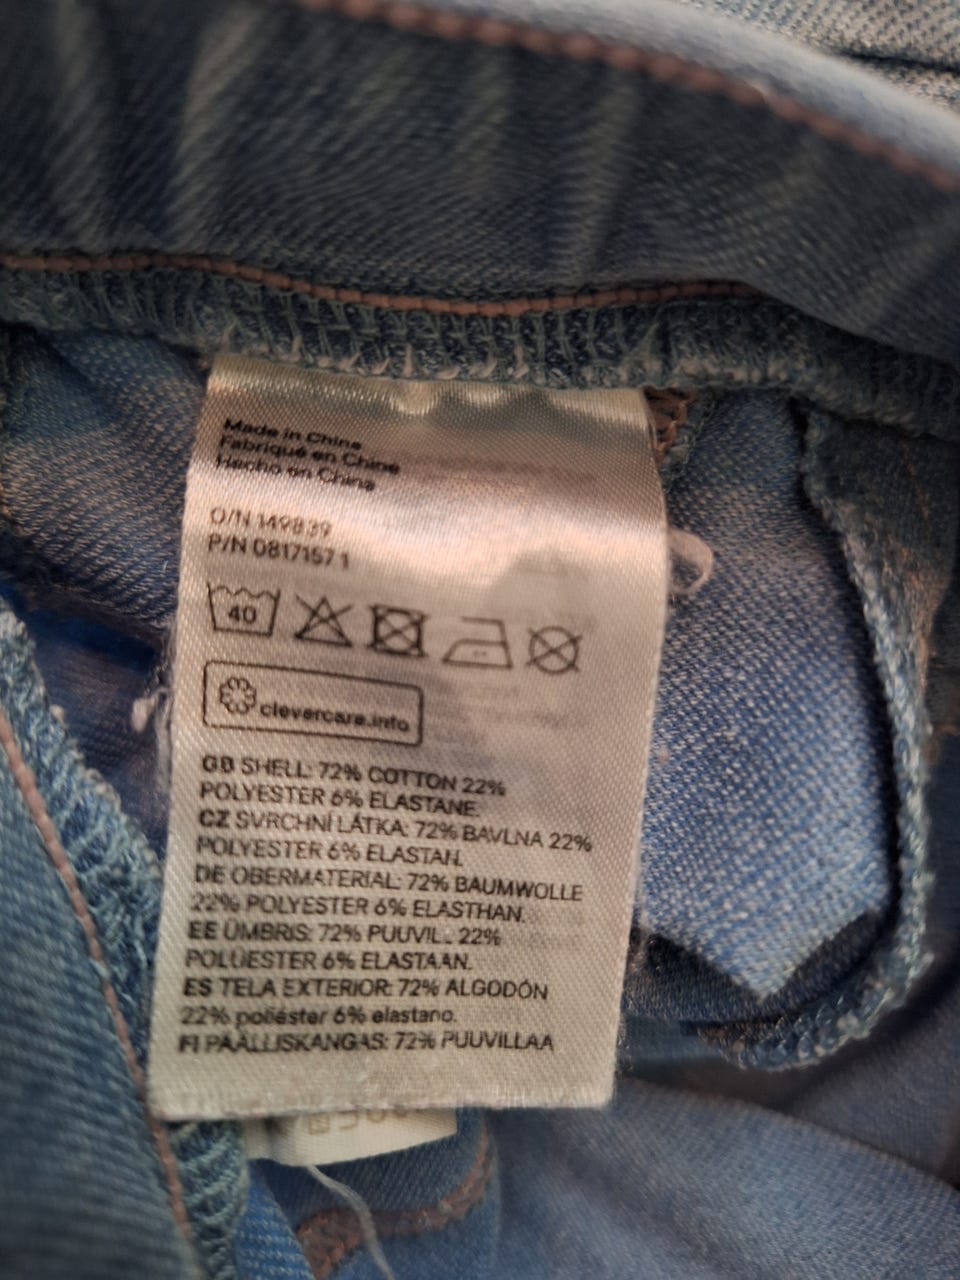 Made in China
Fabriqué en Chine
Hecho en China
O/N 149839
P/N 08171571
40
clevercare.info
GB SHELL: 72% COTTON 22%
POLYESTER 6% ELASTANE.
CZ SVRCHNÍ LÁTKA: 72% BAVLNA 22%
POLYESTER 6% ELASTAN.
DE OBERMATERIAL: 72% BAUMWOLLE
22% POLYESTER 6% ELASTHAN.
EE ÜMBRIS: 72% PUUVILL 22%
POLÜESTER 6% ELASTAAN.
ES TELA EXTERIOR: 72% ALGODÓN
22% poliéster 6% elastano.
FI PÄÄLLISKANGAS: 72% PUUVILLAA